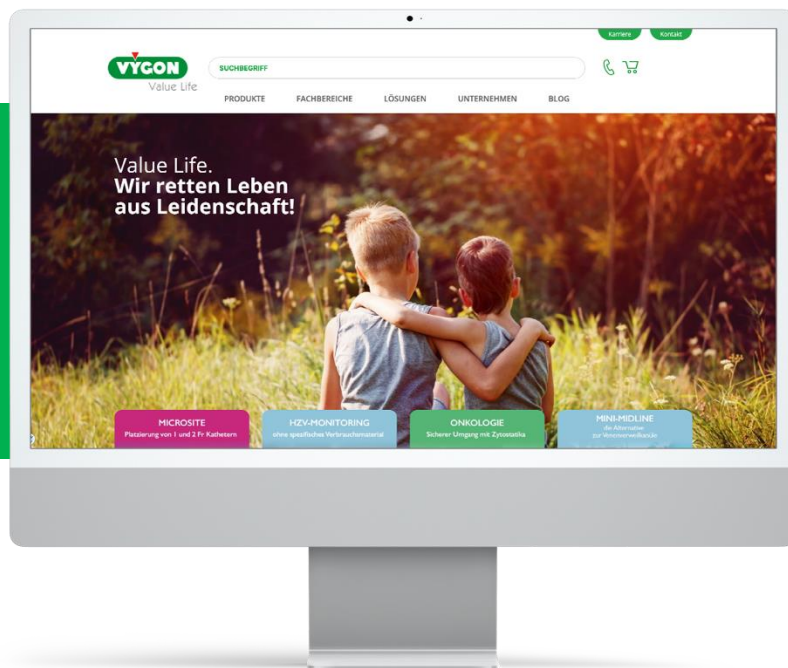 Karriere Kontakt
VYGON
Value Life
SUCHBEGRIFF
PRODUKTE FACHBEREICHE LÖSUNGEN UNTERNEHMEN BLOG
Value Life.
Wir retten Leben
aus Leidenschaft!
MICROSITE
Platzierung von 1 und 2 Fr Kathetern
HZV-MONITORING
ohne spezifisches Verbrauchsmaterial
ONKOLOGIE
Sicherer Umgang mit Zytostatika
MINI-MIDLINE
die Alternative
zur Venenverweilkanüle